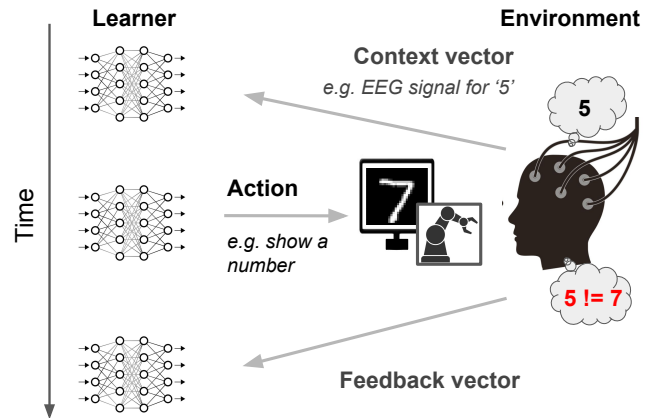 Learner
Environment
Context vector
e.g. EEG signal for ‘5’
5
Time
Action
7
e.g. show a
number
5 != 7
Feedback vector